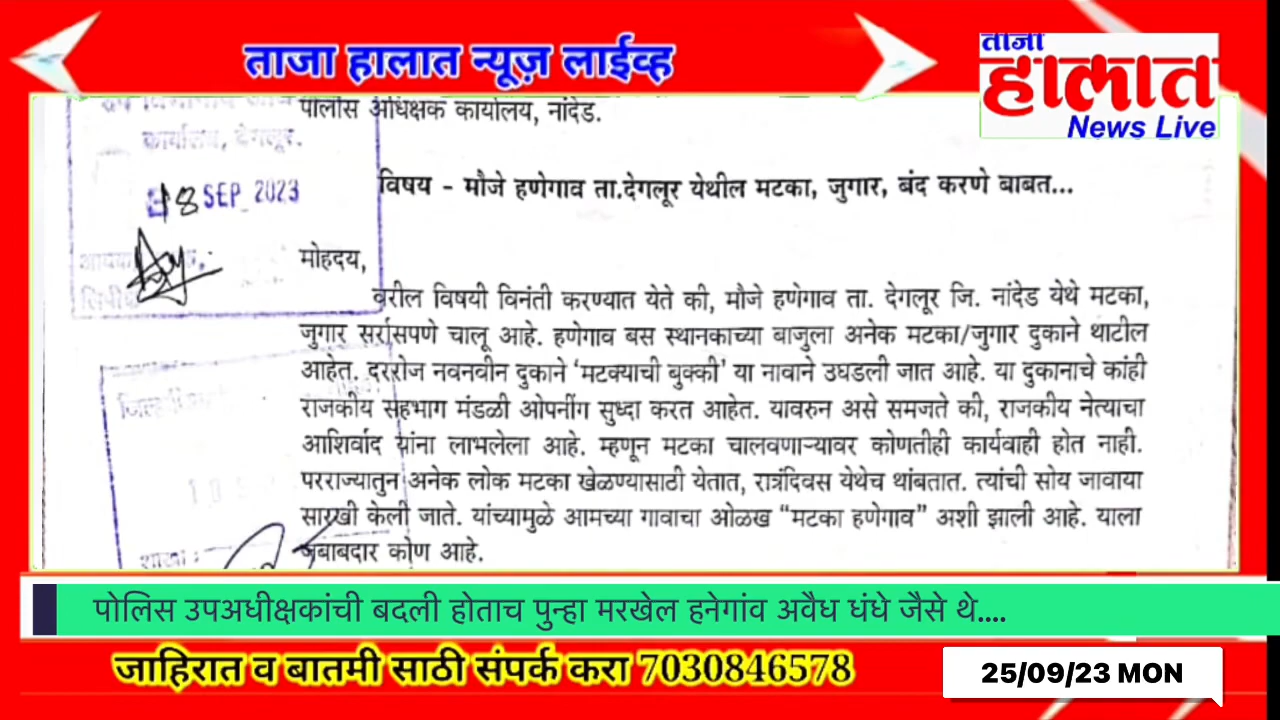 ताजा हालात न्यूज़ लाईव्ह
ताजा
हालात
News Live
पोलीस अधिक्षक कार्यालय, नांदेड.
कार्यालय, देगलूर.
18 SEP 2023
विषय - मौजे हणेगाव ता.देगलूर येथील मटका, जुगार, बंद करणे बाबत...
मोहदय,
वरील विषयी विनंती करण्यात येते की, मौजे हणेगाव ता. देगलूर जि. नांदेड येथे मटका,
जुगार सर्रासपणे चालू आहे. हणेगाव बस स्थानकाच्या बाजुला अनेक मटका/जुगार दुकाने थाटील
आहेत. दररोज नवनवीन दुकाने ‘मटक्याची बुक्की’ या नावाने उघडली जात आहे. या दुकानाचे कांही
राजकीय सहभाग मंडळी ओपनींग सुध्दा करत आहेत. यावरुन असे समजते की, राजकीय नेत्याचा
आशिर्वाद यांना लाभलेला आहे. म्हणून मटका चालवणाऱ्यावर कोणतीही कार्यवाही होत नाही.
परराज्यातुन अनेक लोक मटका खेळण्यासाठी येतात, रात्रंदिवस येथेच थांबतात. त्यांची सोय जावाया
सारखी केली जाते. यांच्यामुळे आमच्या गावाचा ओळख “मटका हणेगाव” अशी झाली आहे. याला
जबाबदार कोण आहे.
पोलिस उपअधीक्षकांची बदली होताच पुन्हा मरखेल हनेगांव अवैध धंधे जैसे थे....
जाहिरात व बातमी साठी संपर्क करा 7030846578
25/09/23 MON